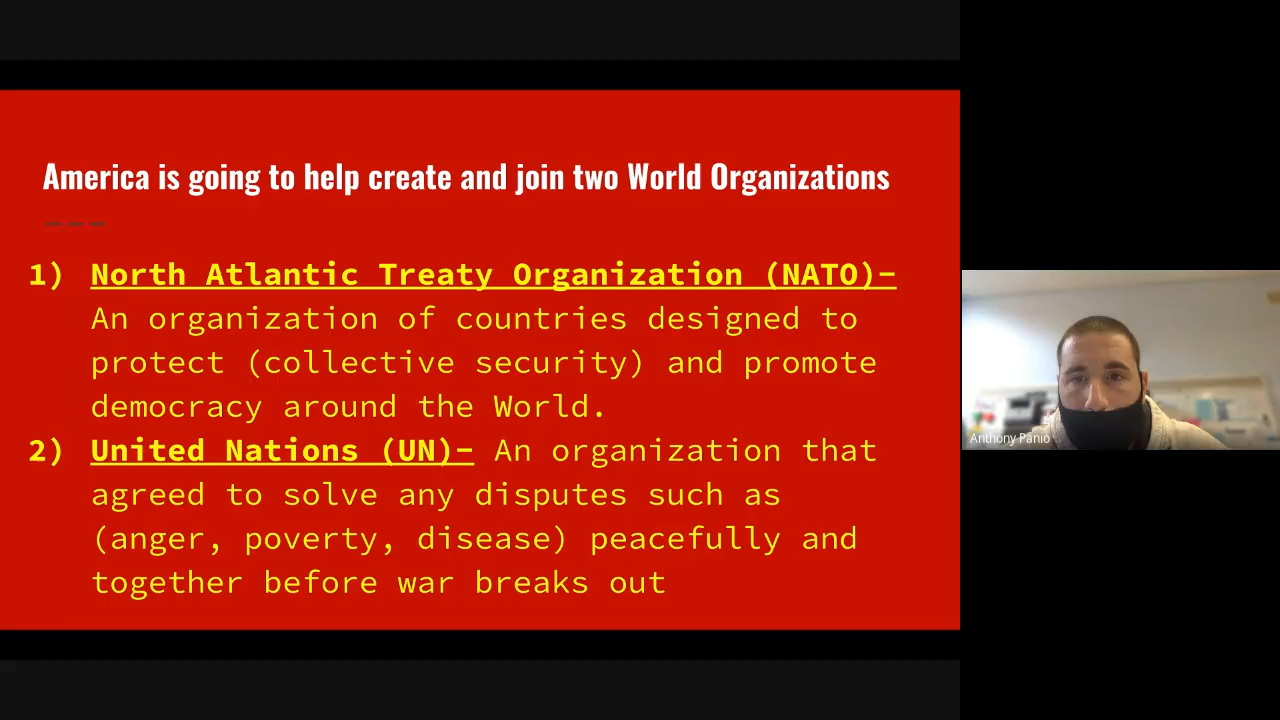 America is going to help create and join two World Organizations
1) North Atlantic Treaty Organization (NATO)-
An organization of countries designed to
protect (collective security) and promote
democracy around the World.
2) United Nations (UN)- An organization that
agreed to solve any disputes such as
(anger, poverty, disease) peacefully and
together before war breaks out
Anthony Panio